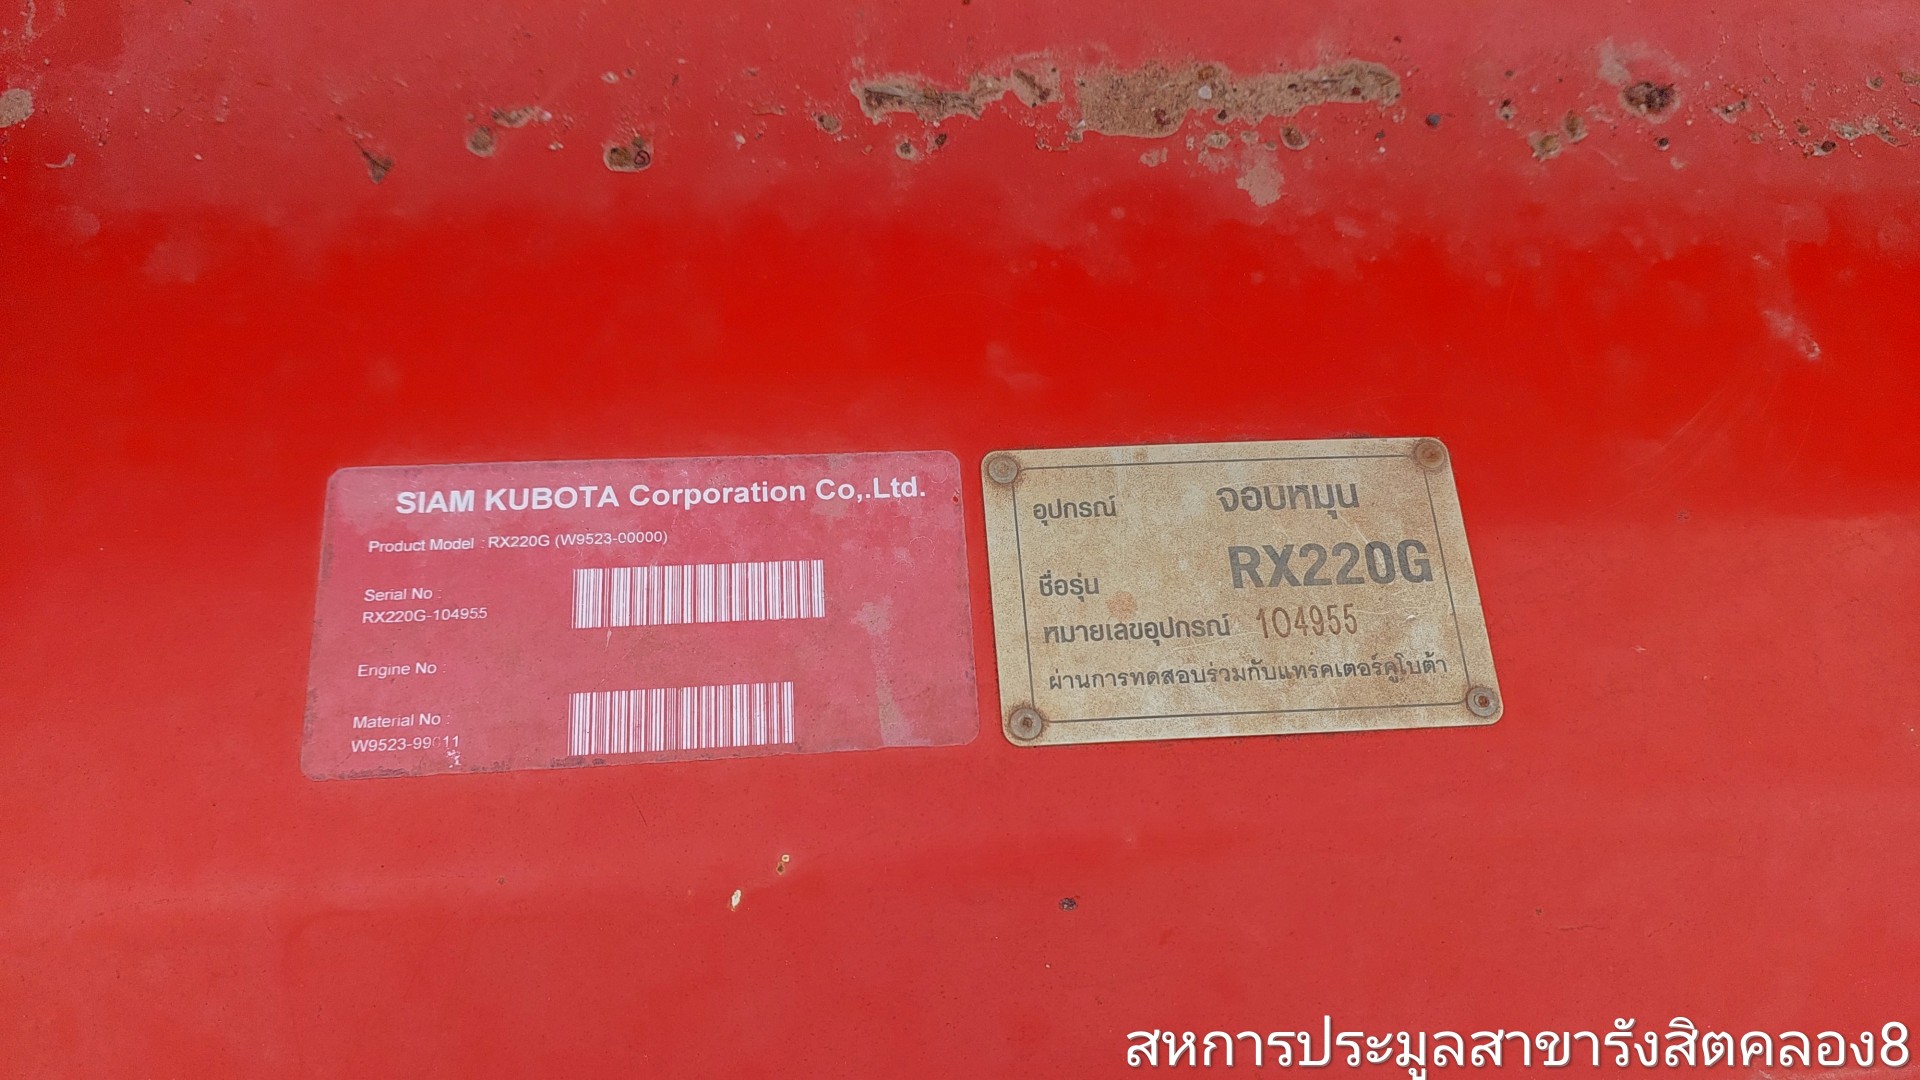 SIAM KUBOTA Corporation Co,.Ltd.
Product Model : RX220G (W9523-00000)
Serial No :
RX220G-104955
Engine No :
Material No :
W9523-99011
อุปกรณ์ จอบหมุน
ชื่อรุ่น RX220G
หมายเลขอุปกรณ์ 104955
ผ่านการทดสอบร่วมกับแทรคเตอร์คูโบต้า
สหการประมูลสาขารังสิตคลอง8